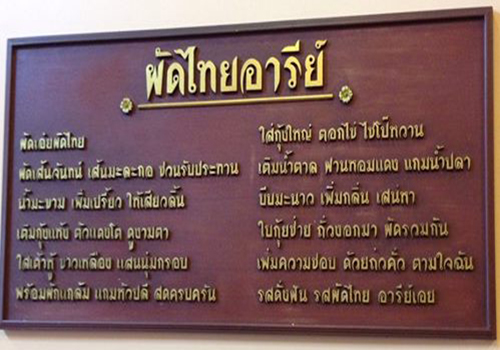 ผัดไทยอารีย์
ผัดเอ๋ยผัดไทย
ผัดเส้นจันทน์ เส้นมะละกอ ชวนรับประทาน
น้ำมะขาม เพิ่มเปรี้ยว ให้เสียวลิ้น
เติมกุ้งแห้ง ตัวแดงโต ดูงามตา
ใส่เต้าหู้ ขาวเหลือง แสนนุ่มกรอบ
พร้อมผักแกล้ม แถมหัวปลี สดครบครัน
ใส่กุ้งใหญ่ ตอกไข่ ไชโป๊หวาน
เติมน้ำตาล ฟานหอมแดง แถมน้ำปลา
บีบมะนาว เพิ่มกลิ่น เสน่หา
ใบกุยช่าย ถั่วงอกมา ผัดรวมกัน
เพิ่มความชอบ ด้วยถั่วคั่ว ตามใจฉัน
รสดั้งฝัน รสผัดไทย อารีย์เอย